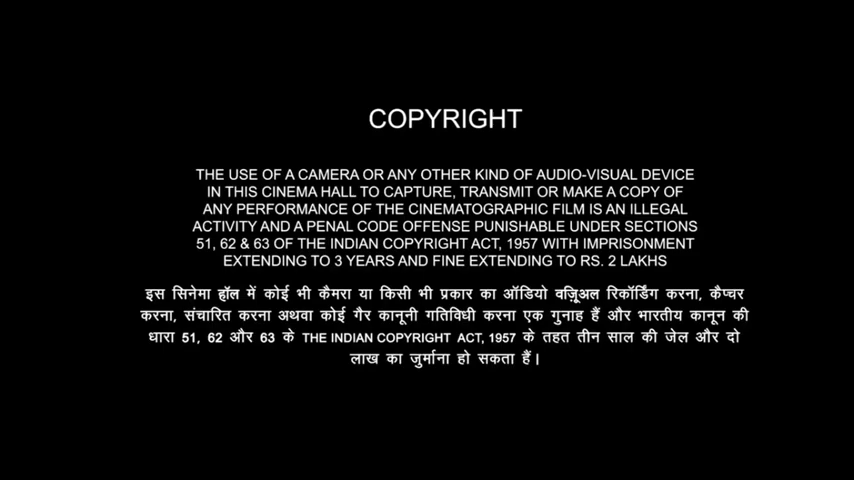 COPYRIGHT
THE USE OF A CAMERA OR ANY OTHER KIND OF AUDIO-VISUAL DEVICE
IN THIS CINEMA HALL TO CAPTURE, TRANSMIT OR MAKE A COPY OF
ANY PERFORMANCE OF THE CINEMATOGRAPHIC FILM IS AN ILLEGAL
ACTIVITY AND A PENAL CODE OFFENSE PUNISHABLE UNDER SECTIONS
51, 62 & 63 OF THE INDIAN COPYRIGHT ACT, 1957 WITH IMPRISONMENT
EXTENDING TO 3 YEARS AND FINE EXTENDING TO RS. 2 LAKHS
इस सिनेमा हॉल में कोई भी कैमरा या किसी भी प्रकार का ऑडियो विज़ुअल रिकॉर्डिंग करना, कैप्चर
करना, संचारित करना अथवा कोई गैर कानूनी गतिविधी करना एक गुनाह हैं और भारतीय कानून की
धारा 51, 62 और 63 के THE INDIAN COPYRIGHT ACT, 1957 के तहत तीन साल की जेल और दो
लाख का जुर्माना हो सकता हैं।